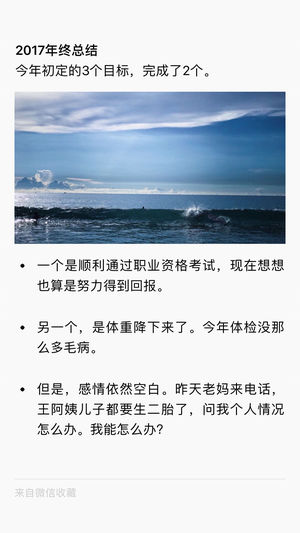 2017年终总结
今年初定的3个目标，完成了2个。
• 一个是顺利通过职业资格考试，现在想想
也算是努力得到回报。
• 另一个，是体重降下来了。今年体检没那
么多毛病。
• 但是，感情依然空白。昨天老妈来电话，
王阿姨儿子都要生二胎了，问我个人情况
怎么办。我能怎么办？
来自微信收藏